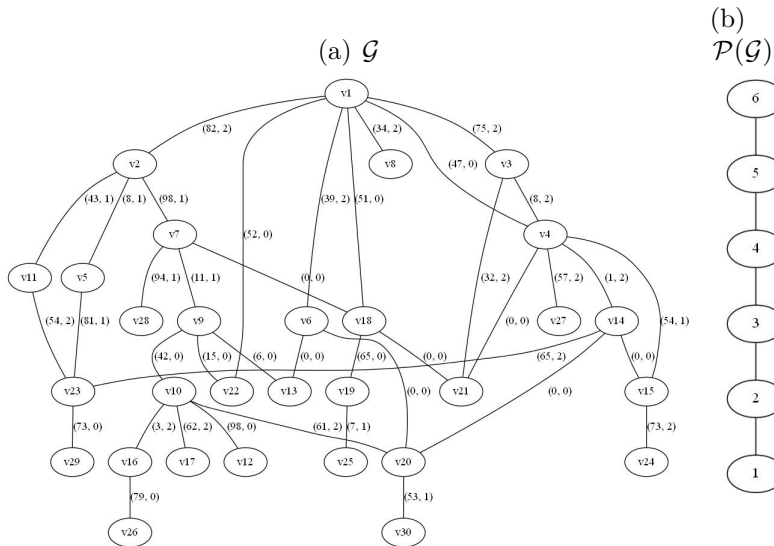 (b)
(a) 𝒢
𝒫(𝒢)
v1
6
(82, 2)
(34, 2)
(75, 2)
v2
v8
(47, 0)
v3
5
(43, 1)
(8, 1)
(98, 1)
(39, 2)
(51, 0)
(8, 2)
v7
(52, 0)
v4
4
v11
v5
(94, 1)
(11, 1)
(0, 0)
(32, 2)
(57, 2)
(1, 2)
(54, 2)
(81, 1)
v28
v9
v6
v18
(0, 0)
v27
v14
(54, 1)
3
(42, 0)
(15, 0)
(6, 0)
(0, 0)
(65, 0)
(0, 0)
(65, 2)
(0, 0)
v23
v10
v22
v13
v19
(0, 0)
v21
(0, 0)
v15
2
(73, 0)
(3, 2)
(62, 2)
(98, 0)
(61, 2)
(7, 1)
(73, 2)
v29
v16
v17
v12
v25
v20
v24
1
(79, 0)
(53, 1)
v26
v30